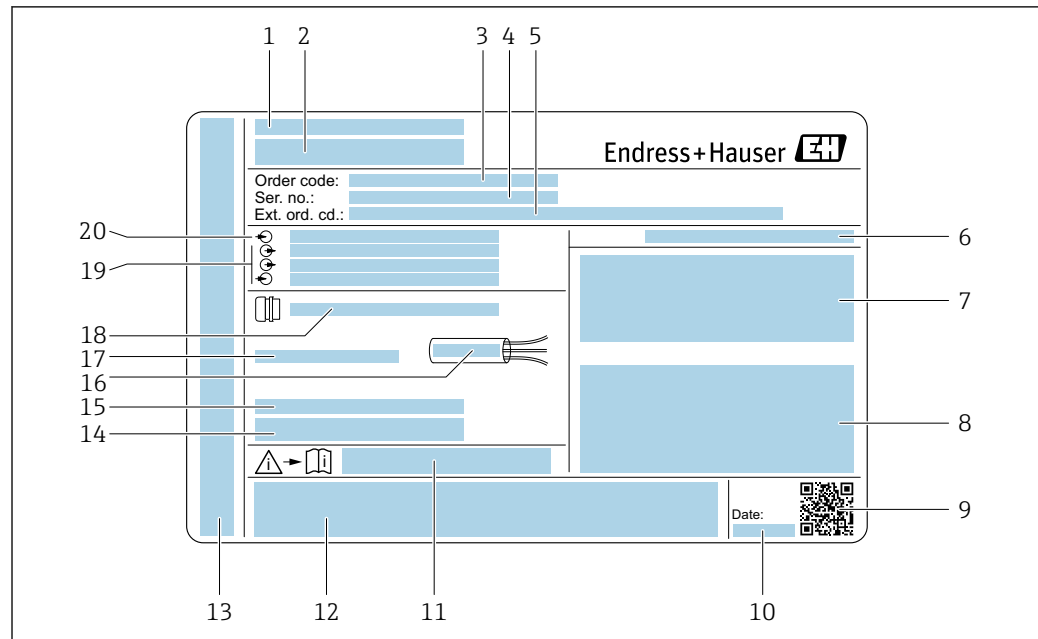 1 2 3 4 5
Endress+Hauser EH
Order code:
Ser. no.:
Ext. ord. cd.:
20
6
19
7
18
17
16
15
8
14
i i
Date:
9
13 12 11 10